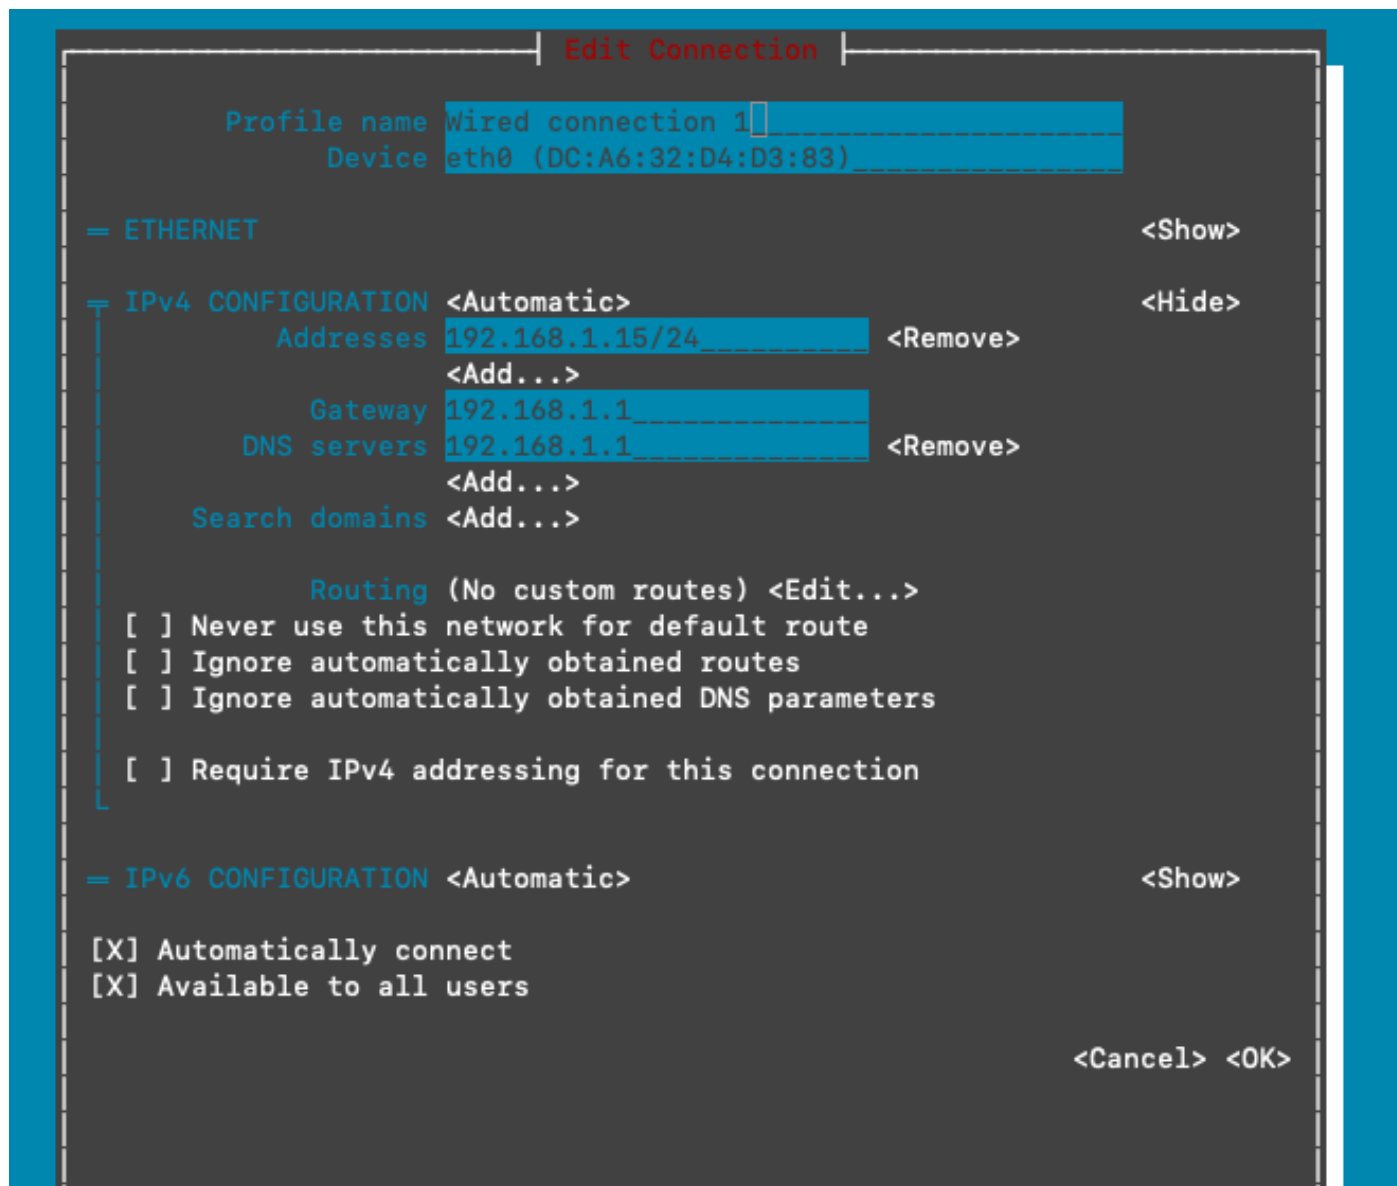 Edit Connection
Profile name Wired connection 1
Device eth0 (DC:A6:32:D4:D3:83)
ETHERNET <Show>
IPv4 CONFIGURATION <Automatic> <Hide>
Addresses 192.168.1.15/24 <Remove>
<Add...>
Gateway 192.168.1.1
DNS servers 192.168.1.1 <Remove>
<Add...>
Search domains <Add...>
Routing (No custom routes) <Edit...>
[ ] Never use this network for default route
[ ] Ignore automatically obtained routes
[ ] Ignore automatically obtained DNS parameters
[ ] Require IPv4 addressing for this connection
IPv6 CONFIGURATION <Automatic> <Show>
[X] Automatically connect
[X] Available to all users
<Cancel> <OK>